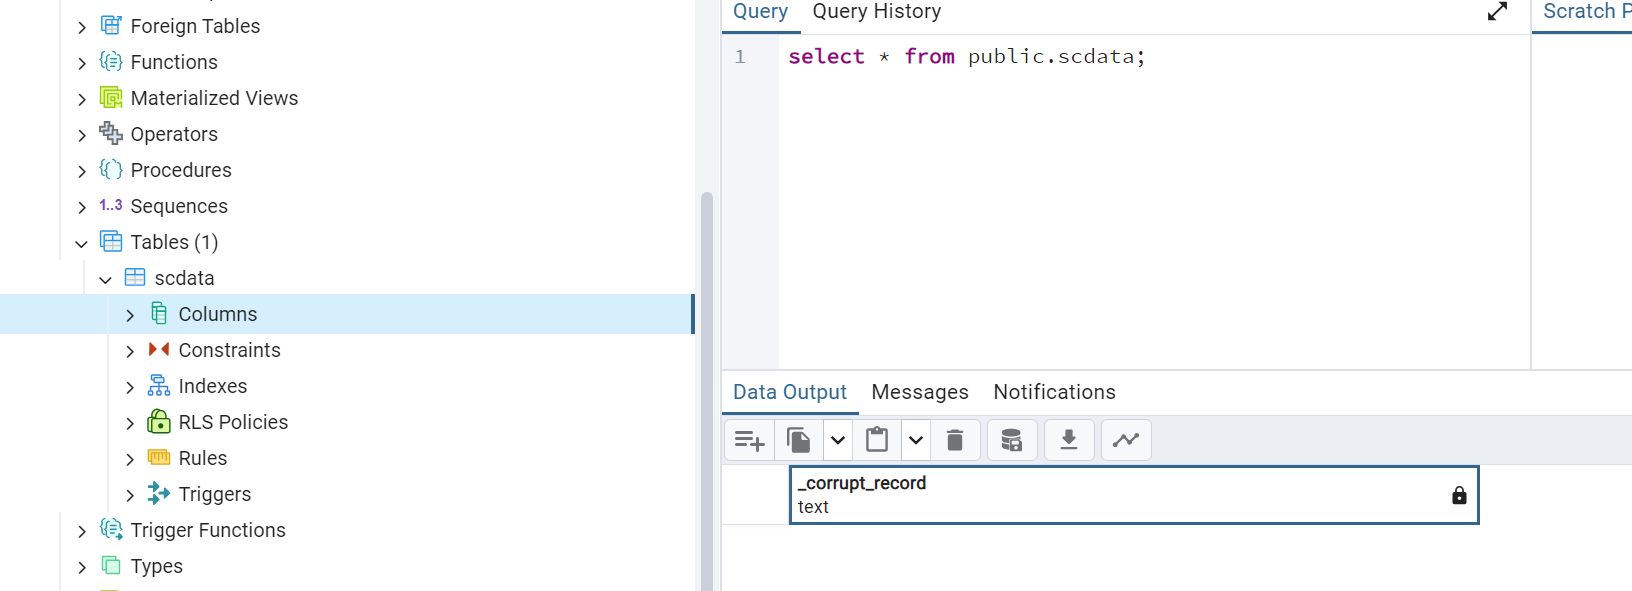 Foreign Tables
Functions
Materialized Views
Operators
Procedures
1..3 Sequences
Tables (1)
scdata
Columns
Constraints
Indexes
RLS Policies
Rules
Triggers
Trigger Functions
Types
Query Query History
Scratch P
1 select * from public.scdata;
Data Output Messages Notifications
_corrupt_record
text